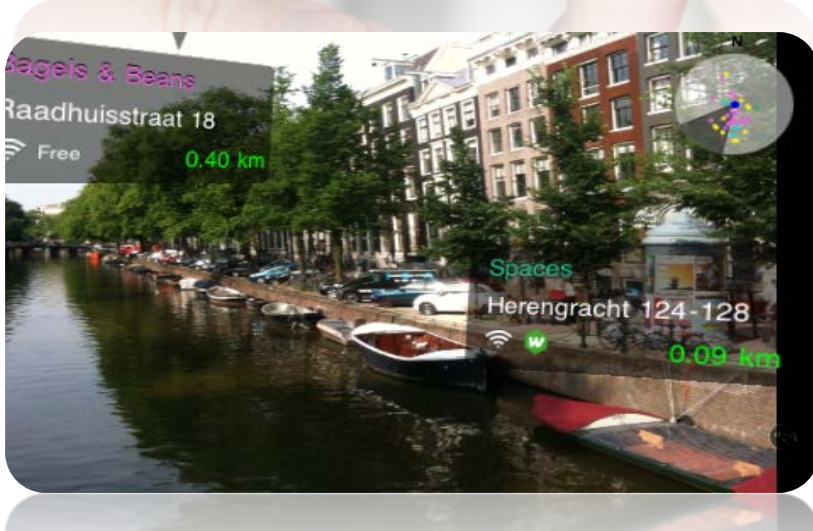 Bagels & Beans
Raadhuisstraat 18
Free
0.40 km
N
Spaces
Herengracht 124-128
W
0.09 km